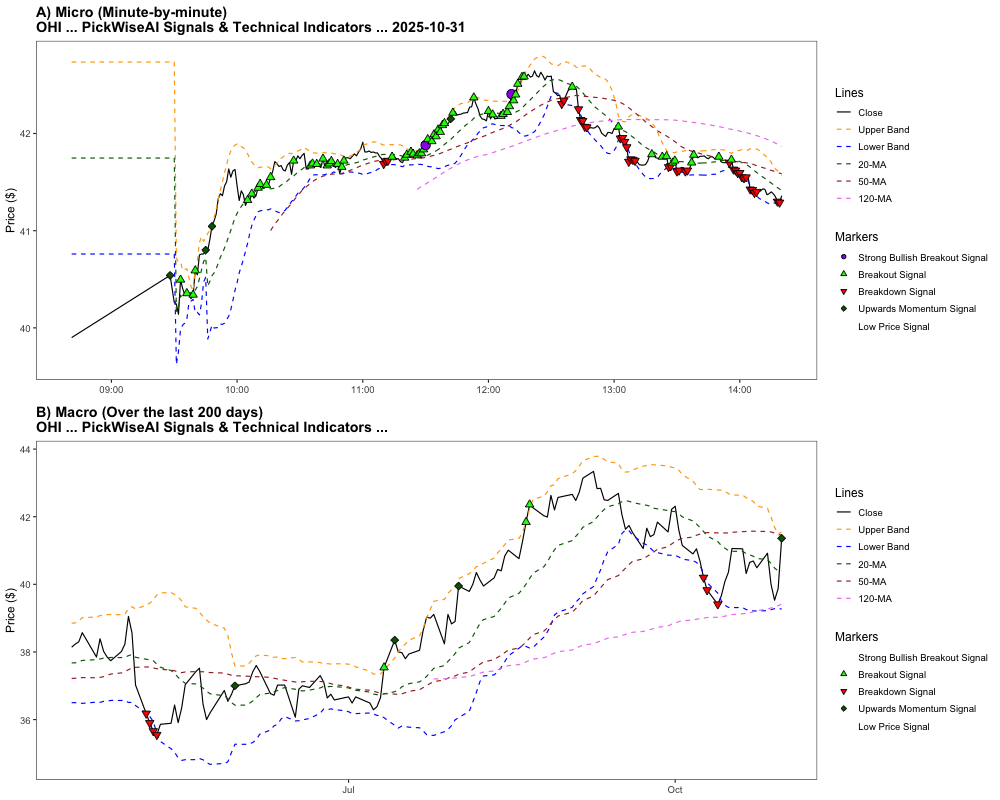 A) Micro (Minute-by-minute)
OHI ... PickWiseAI Signals & Technical Indicators ... 2025-10-31
Price ($)
42
41
40
09:00
10:00
11:00
12:00
13:00
14:00
Lines
Close
Upper Band
Lower Band
20-MA
50-MA
120-MA
Markers
Strong Bullish Breakout Signal
Breakout Signal
Breakdown Signal
Upwards Momentum Signal
Low Price Signal
B) Macro (Over the last 200 days)
OHI ... PickWiseAI Signals & Technical Indicators ...
Price ($)
44
42
40
38
36
Jul
Oct
Lines
Close
Upper Band
Lower Band
20-MA
50-MA
120-MA
Markers
Strong Bullish Breakout Signal
Breakout Signal
Breakdown Signal
Upwards Momentum Signal
Low Price Signal